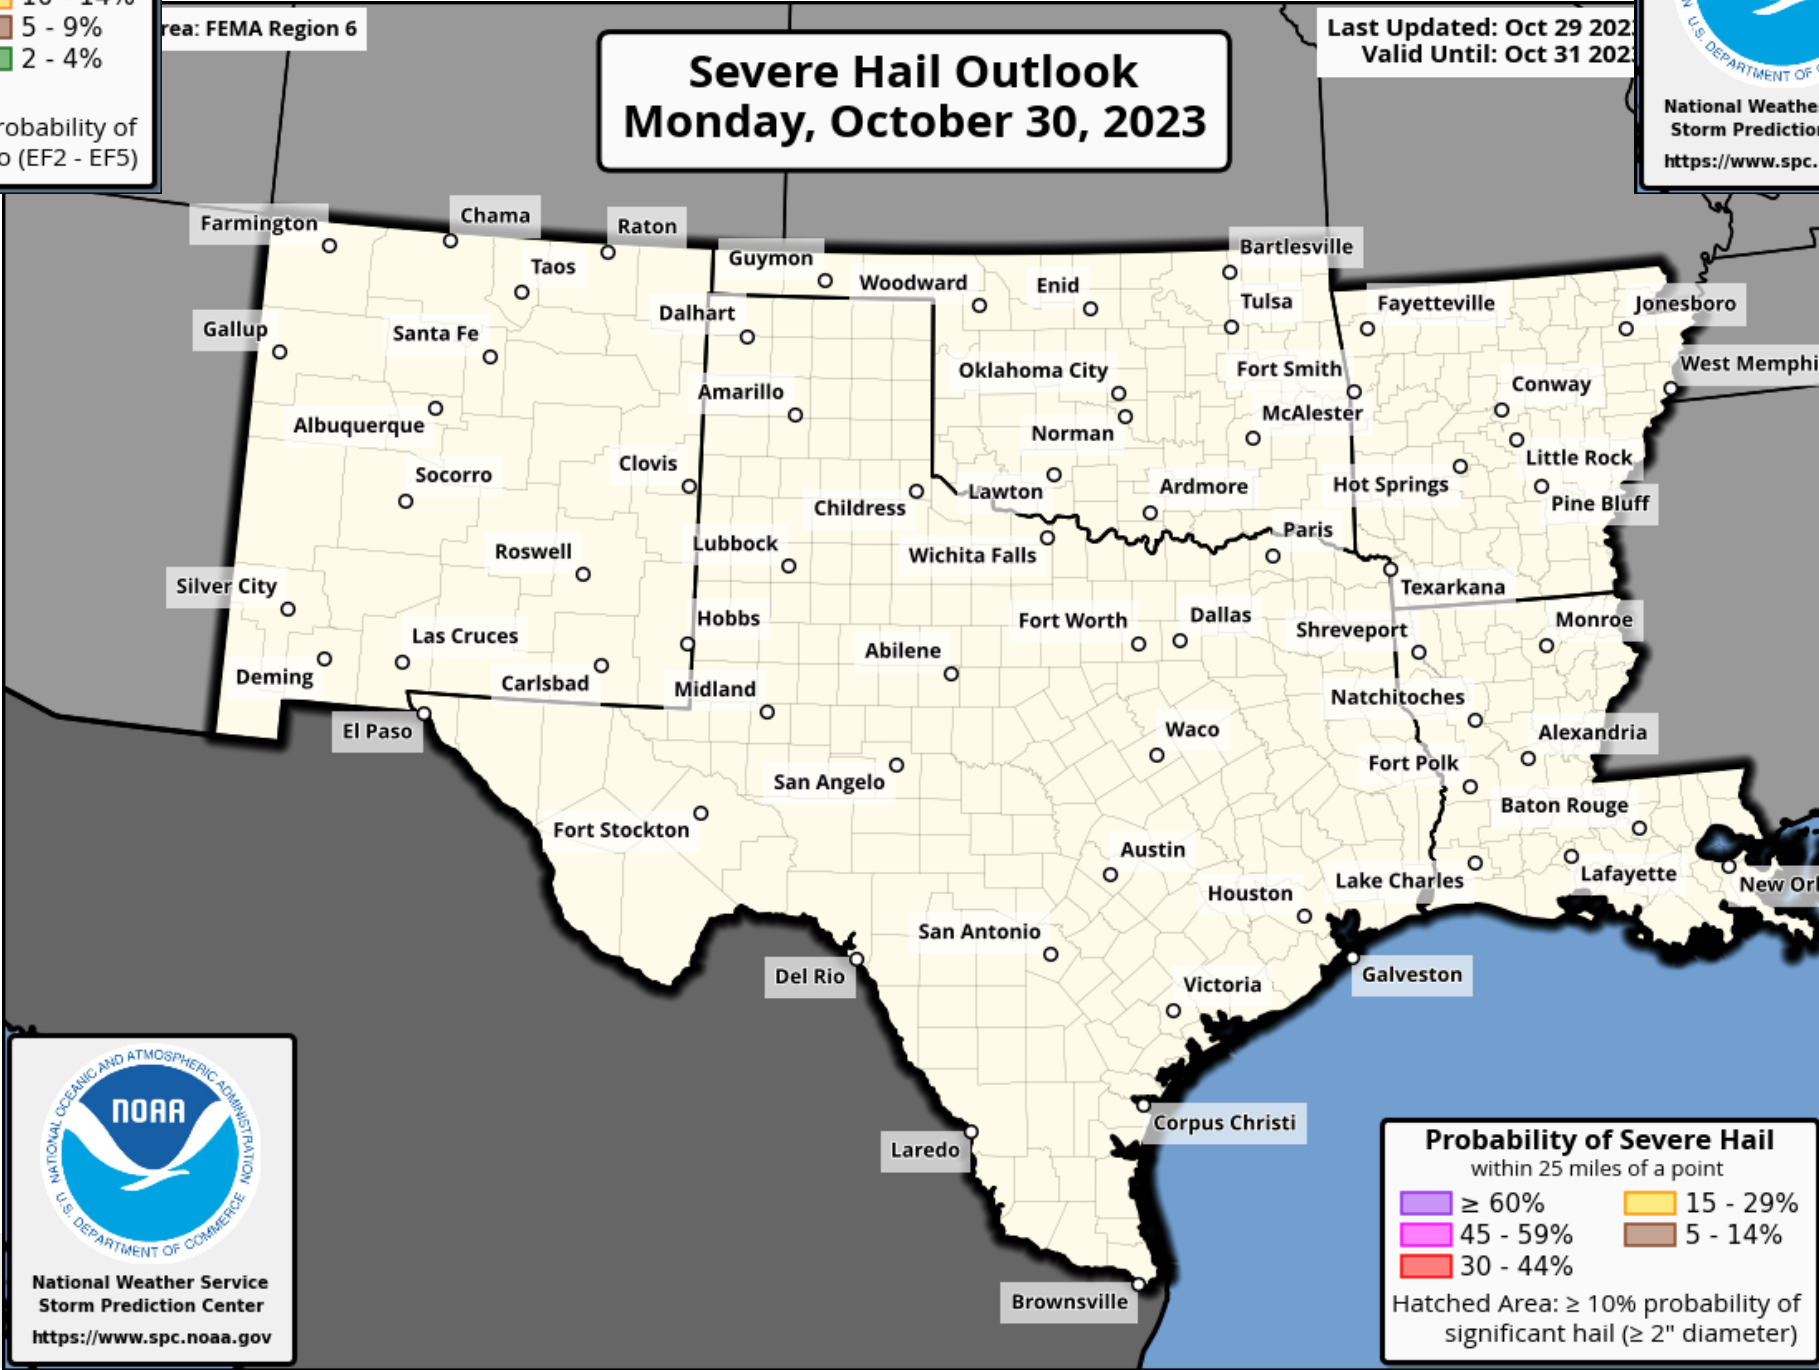 5 - 9%
2 - 4%
robability of
o (EF2 - EF5)
rea: FEMA Region 6
Severe Hail Outlook
Monday, October 30, 2023
Last Updated: Oct 29 202
Valid Until: Oct 31 202
U.S. DEPARTMENT OF
National Weathe
Storm Prediction
https://www.spc.
Farmington
Chama
Raton
Taos
Guymon
Woodward
Enid
Bartlesville
Tulsa
Fayetteville
Jonesboro
Gallup
Santa Fe
Dalhart
Oklahoma City
Fort Smith
Conway
West Memphi
Amarillo
Albuquerque
Norman
McAlester
Little Rock
Socorro
Clovis
Childress
Lawton
Ardmore
Hot Springs
Pine Bluff
Roswell
Lubbock
Wichita Falls
Paris
Texarkana
Silver City
Hobbs
Fort Worth
Dallas
Shreveport
Monroe
Las Cruces
Abilene
Deming
Carlsbad
Midland
Natchitoches
El Paso
Waco
Alexandria
San Angelo
Fort Polk
Fort Stockton
Baton Rouge
Austin
Houston
Lake Charles
Lafayette
New Orl
San Antonio
Del Rio
Victoria
Galveston
Corpus Christi
Laredo
Brownsville
NATIONAL OCEANIC AND ATMOSPHERIC ADMINISTRATION
NOAA
U.S. DEPARTMENT OF COMMERCE
National Weather Service
Storm Prediction Center
https://www.spc.noaa.gov
Probability of Severe Hail
within 25 miles of a point
≥ 60%
15 - 29%
45 - 59%
5 - 14%
30 - 44%
Hatched Area: ≥ 10% probability of
significant hail (≥ 2" diameter)